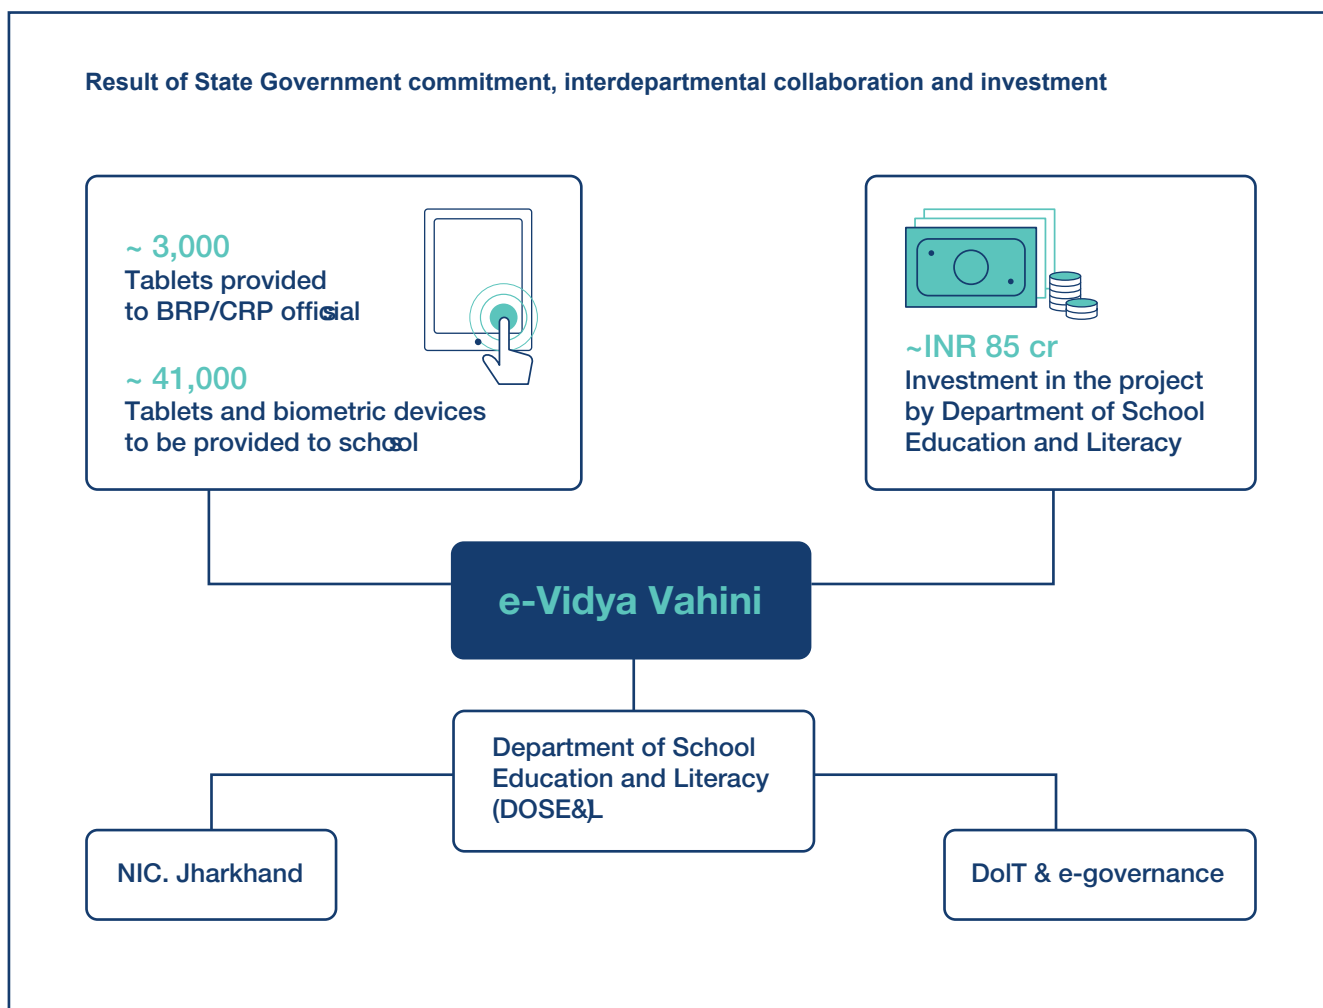 Result of State Government commitment, interdepartmental collaboration and investment
~ 3,000
Tablets provided
to BRP/CRP officials
~ 41,000
Tablets and biometric devices
to be provided to schools
~INR 85 cr
Investment in the project
by Department of School
Education and Literacy
e-Vidya Vahini
Department of School
Education and Literacy
(DOSE&L)
NIC. Jharkhand
DoIT & e-governance